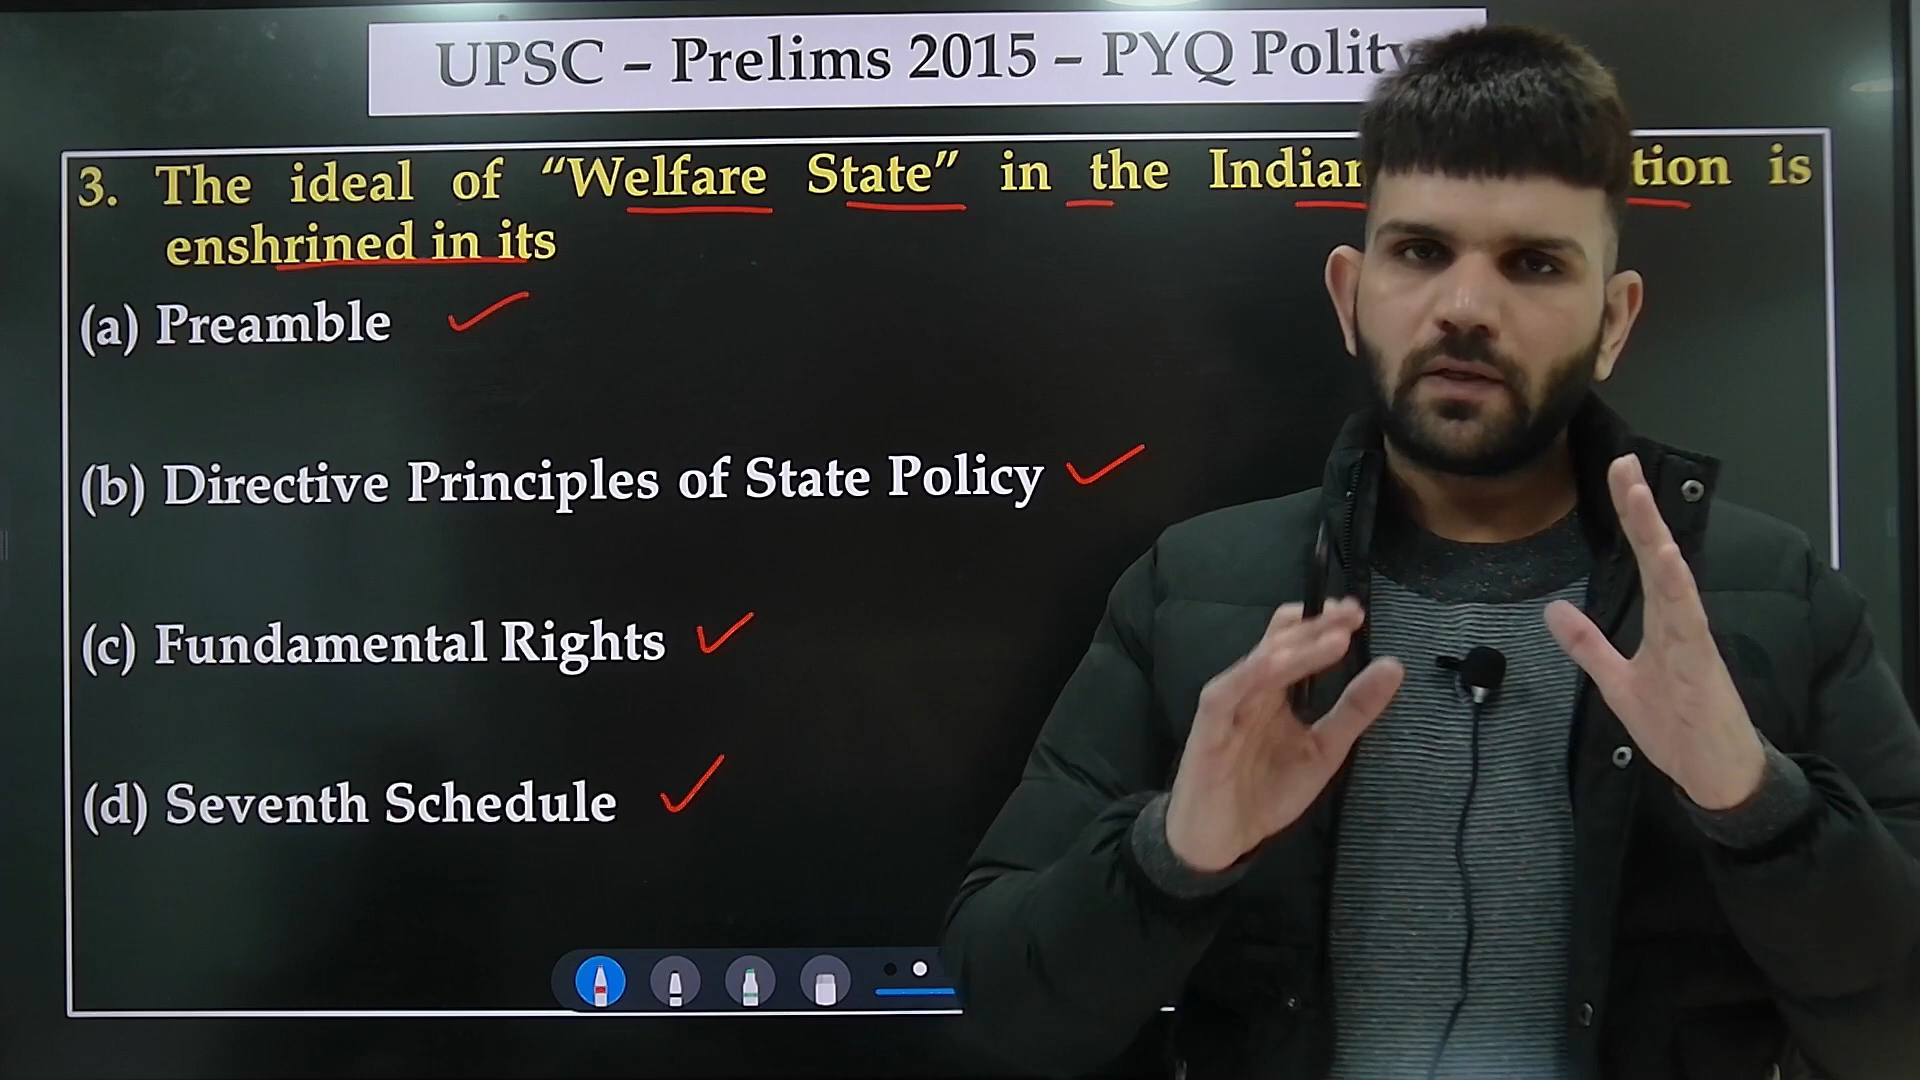 UPSC – Prelims 2015 – PYQ Polity
3. The ideal of “Welfare State” in the Indian tion is
enshrined in its
(a) Preamble
(b) Directive Principles of State Policy
(c) Fundamental Rights
(d) Seventh Schedule